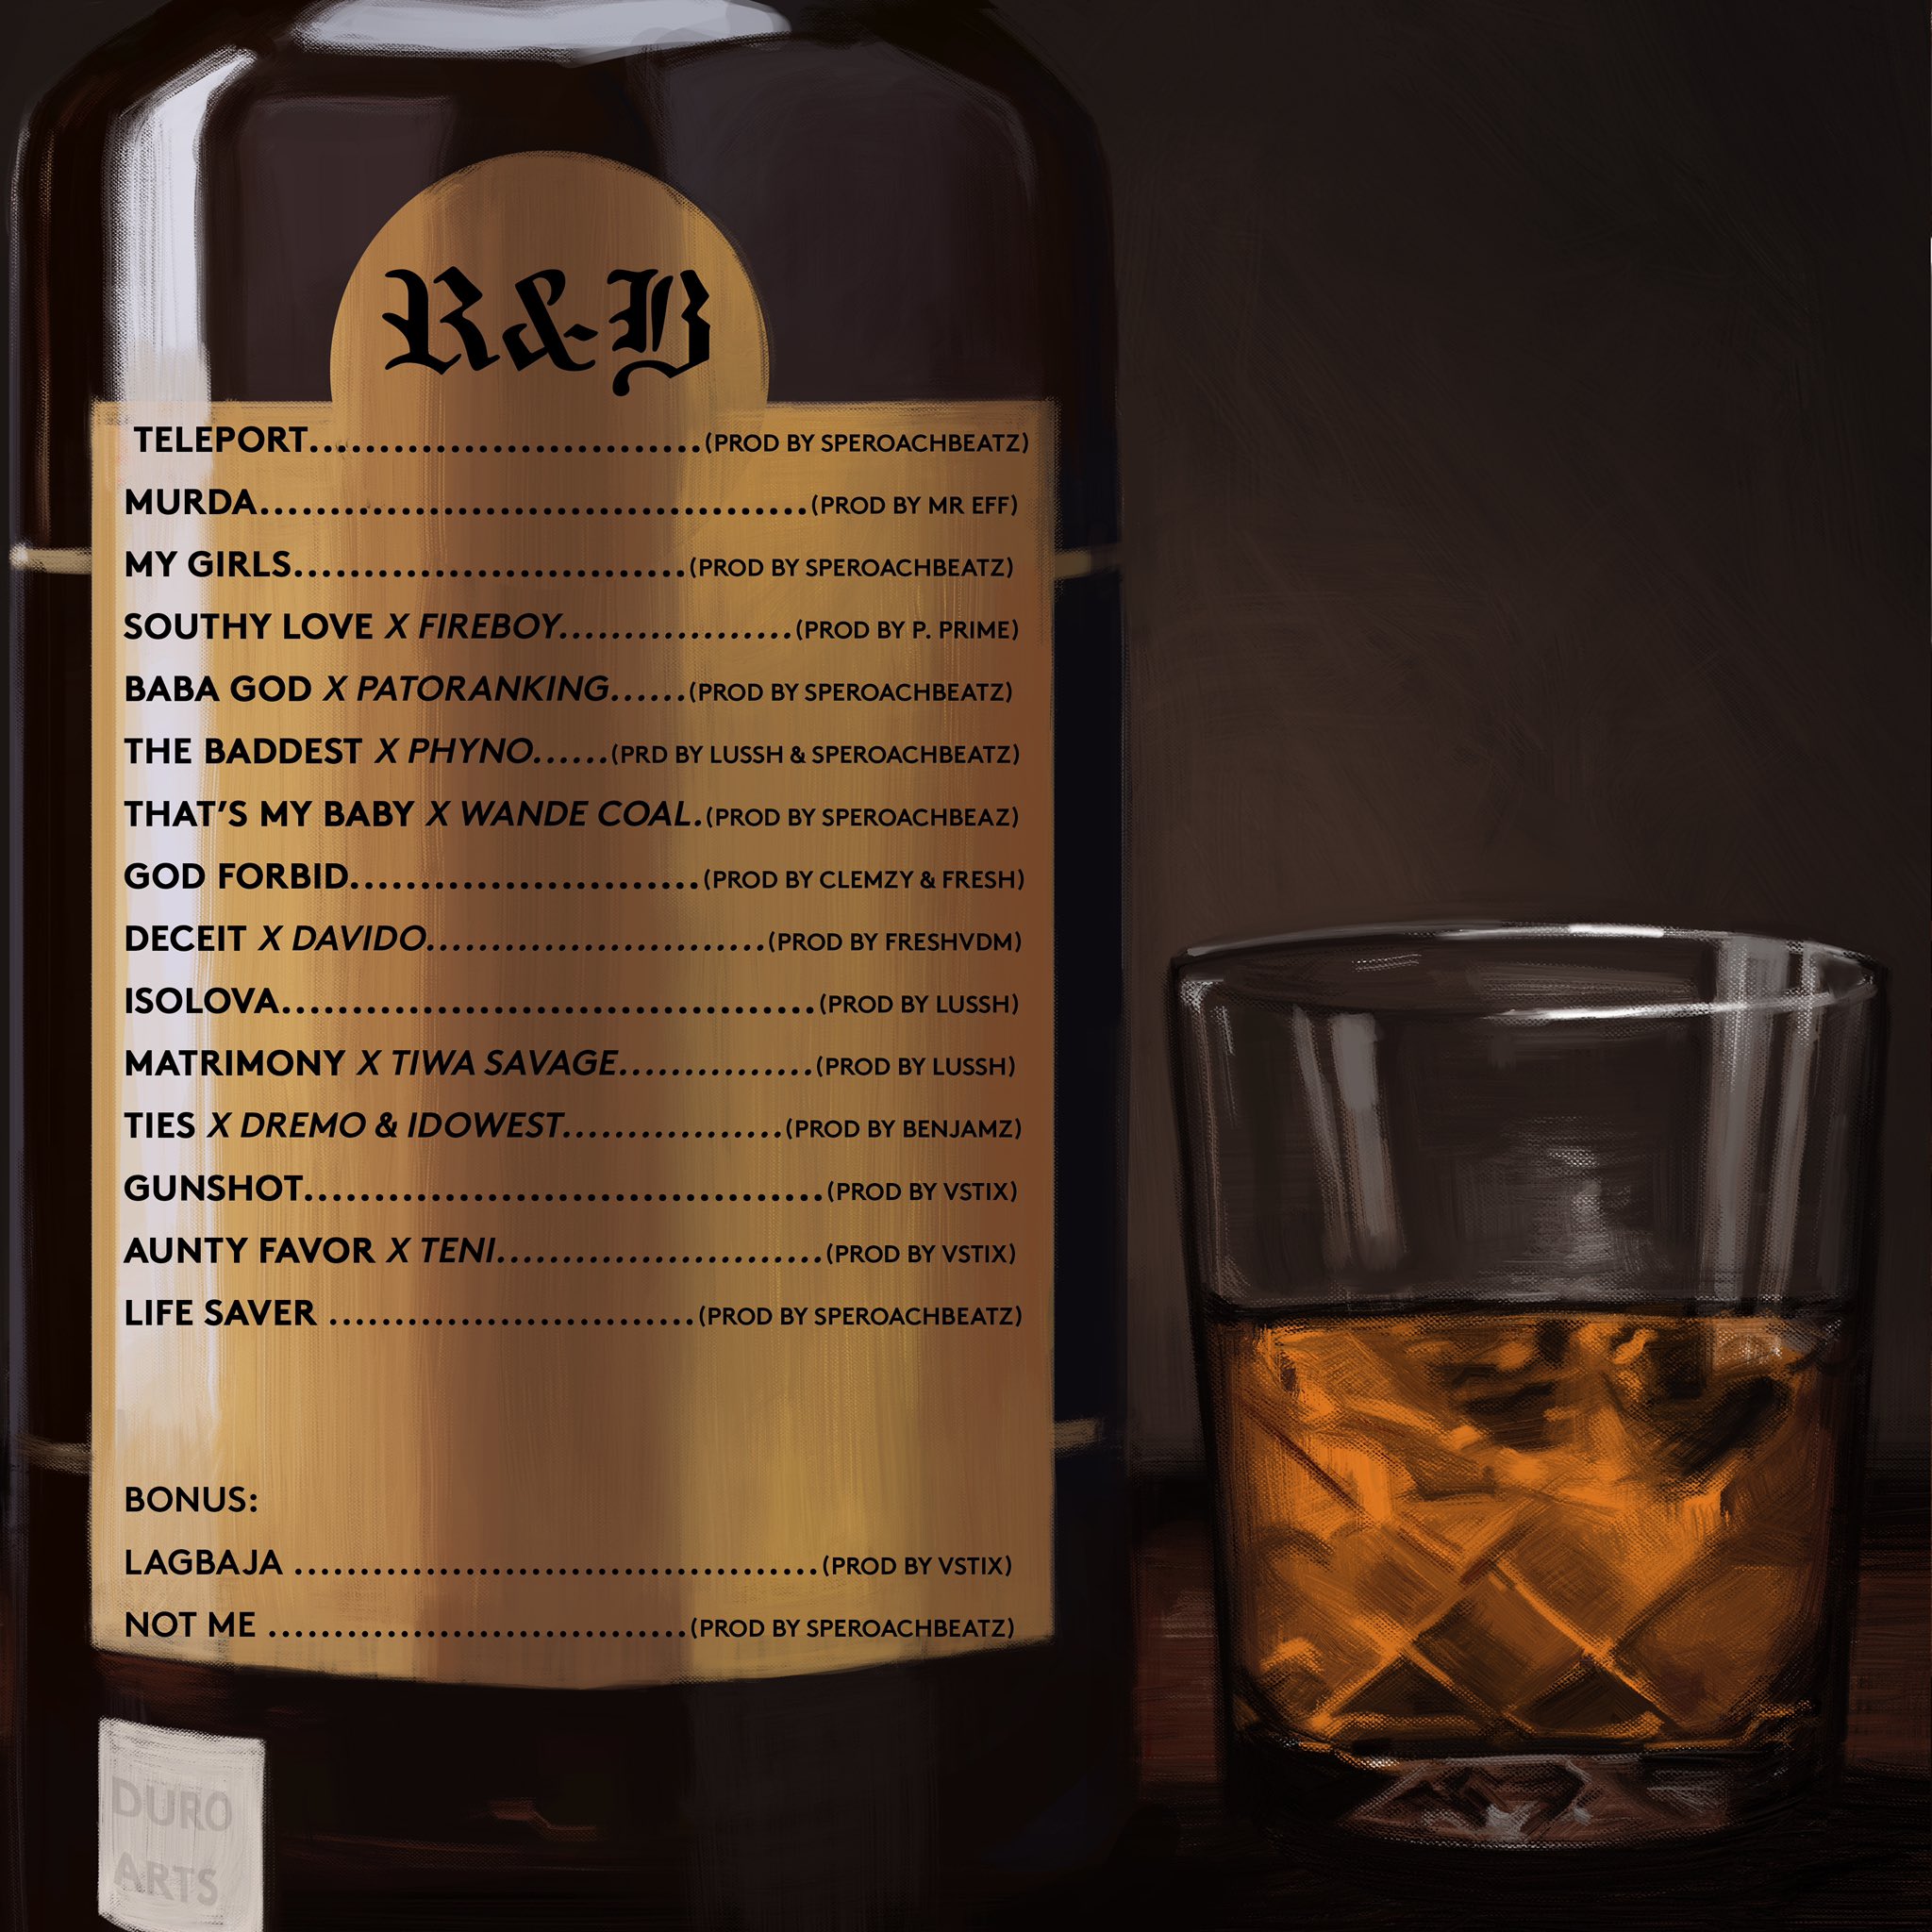 R&B
TELEPORT............................(PROD BY SPEROACHBEATZ)
MURDA.......................................(PROD BY MR EFF)
MY GIRLS............................(PROD BY SPEROACHBEATZ)
SOUTHY LOVE X FIREBOY..................(PROD BY P. PRIME)
BABA GOD X PATORANKING......(PROD BY SPEROACHBEATZ)
THE BADDEST X PHYNO......(PRD BY LUSSH & SPEROACHBEATZ)
THAT'S MY BABY X WANDE COAL.(PROD BY SPEROACHBEAZ)
GOD FORBID.........................(PROD BY CLEMZY & FRESH)
DECEIT X DAVIDO..........................(PROD BY FRESHVDM)
ISOLOVA......................................(PROD BY LUSSH)
MATRIMONY X TIWA SAVAGE...............(PROD BY LUSSH)
TIES X DREMO & IDOWEST.................(PROD BY BENJAMZ)
GUNSHOT.....................................(PROD BY VSTIX)
AUNTY FAVOR X TENI.........................(PROD BY VSTIX)
LIFE SAVER ............................(PROD BY SPEROACHBEATZ)
BONUS:
LAGBAJA ........................................(PROD BY VSTIX)
NOT ME ................................(PROD BY SPEROACHBEATZ)
DURO
ARTS